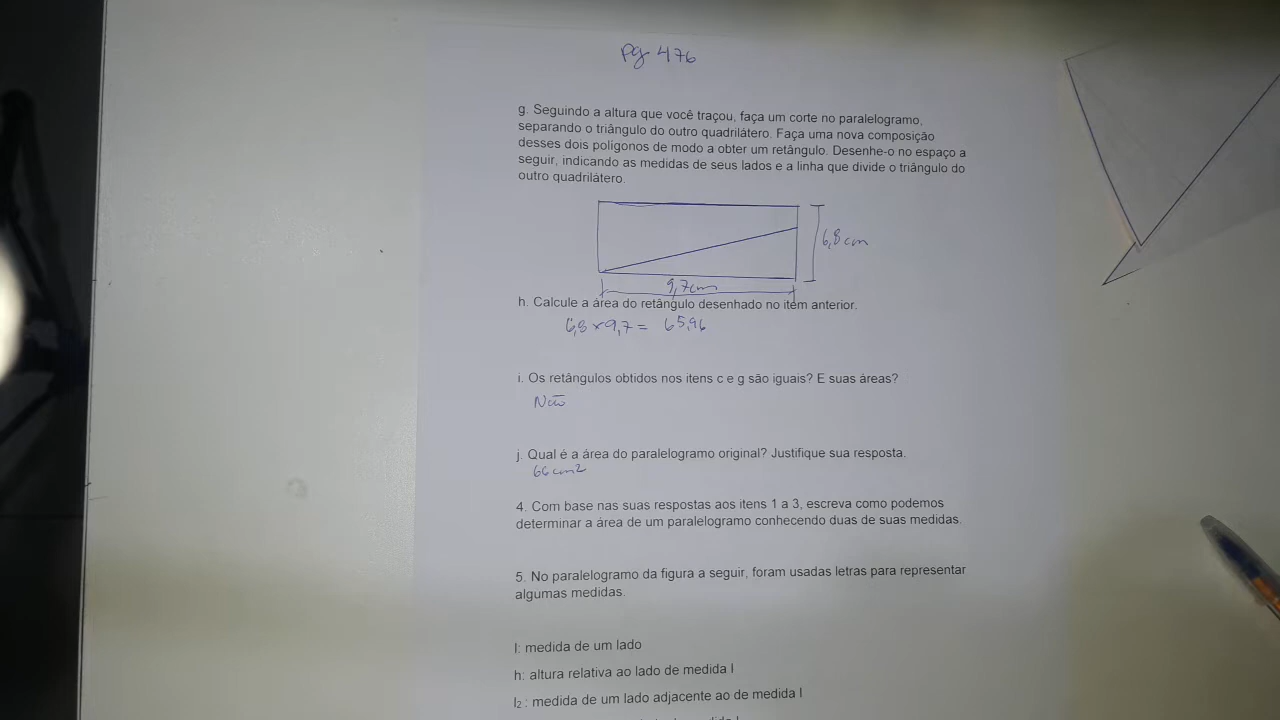 pg 476
g. Seguindo a altura que você traçou, faça um corte no paralelogramo,
separando o triângulo do outro quadrilátero. Faça uma nova composição
desses dois polígonos de modo a obter um retângulo. Desenhe-o no espaço a
seguir, indicando as medidas de seus lados e a linha que divide o triângulo do
outro quadrilátero.
6,8 cm
9,7cm
h. Calcule a área do retângulo desenhado no item anterior.
6,8 x 9,7 = 65,96
i. Os retângulos obtidos nos itens c e g são iguais? E suas áreas?
Não
j. Qual é a área do paralelogramo original? Justifique sua resposta.
66 cm2
4. Com base nas suas respostas aos itens 1 a 3, escreva como podemos
determinar a área de um paralelogramo conhecendo duas de suas medidas.
5. No paralelogramo da figura a seguir, foram usadas letras para representar
algumas medidas.
l: medida de um lado
h: altura relativa ao lado de medida l
l2 : medida de um lado adjacente ao de medida l